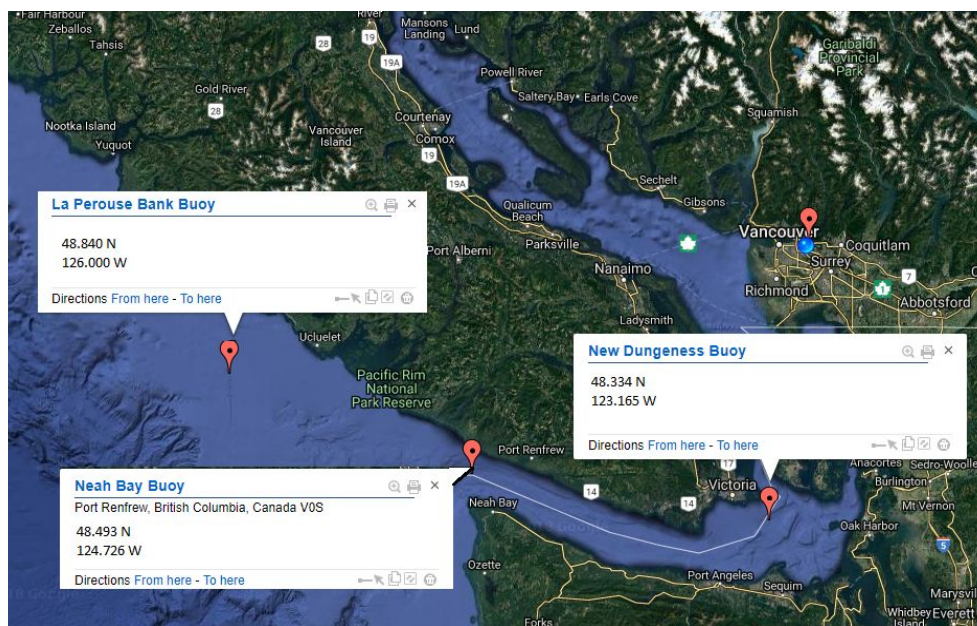 Fair Harbour
Zeballos
Tahsis
River
Mansons
Landing
Lund
19
28
19A
Garibaldi
Provincial
Park
Powell River
Gold River
Saltery Bay
Earls Cove
28
Squamish
Courtenay
Nootka Island
Vancouver
Island
Comox
Yuquot
19
Sechelt
19A
Gibsons
La Perouse Bank Buoy
48.840 N
126.000 W
Directions From here - To here
Qualicum
Beach
Parksville
Port Alberni
Vancouver
Coquitlam
Surrey
Nanaimo
7
Richmond
1
Abbotsford
Ladysmith
Ucluelet
New Dungeness Buoy
48.334 N
123.165 W
Directions From here - To here
Pacific Rim
National
Park Reserve
Port Renfrew
17
Anacortes
Sedro-Woolle
Victoria
Burlington
Neah Bay Buoy
Port Renfrew, British Columbia, Canada V0S
48.493 N
124.726 W
Directions From here - To here
14
14
Neah Bay
Mt Vernon
Oak Harbor
5
Ozette
Port Angeles
Sequim
Marysvil
Whidbey
Island
Everett
Forks